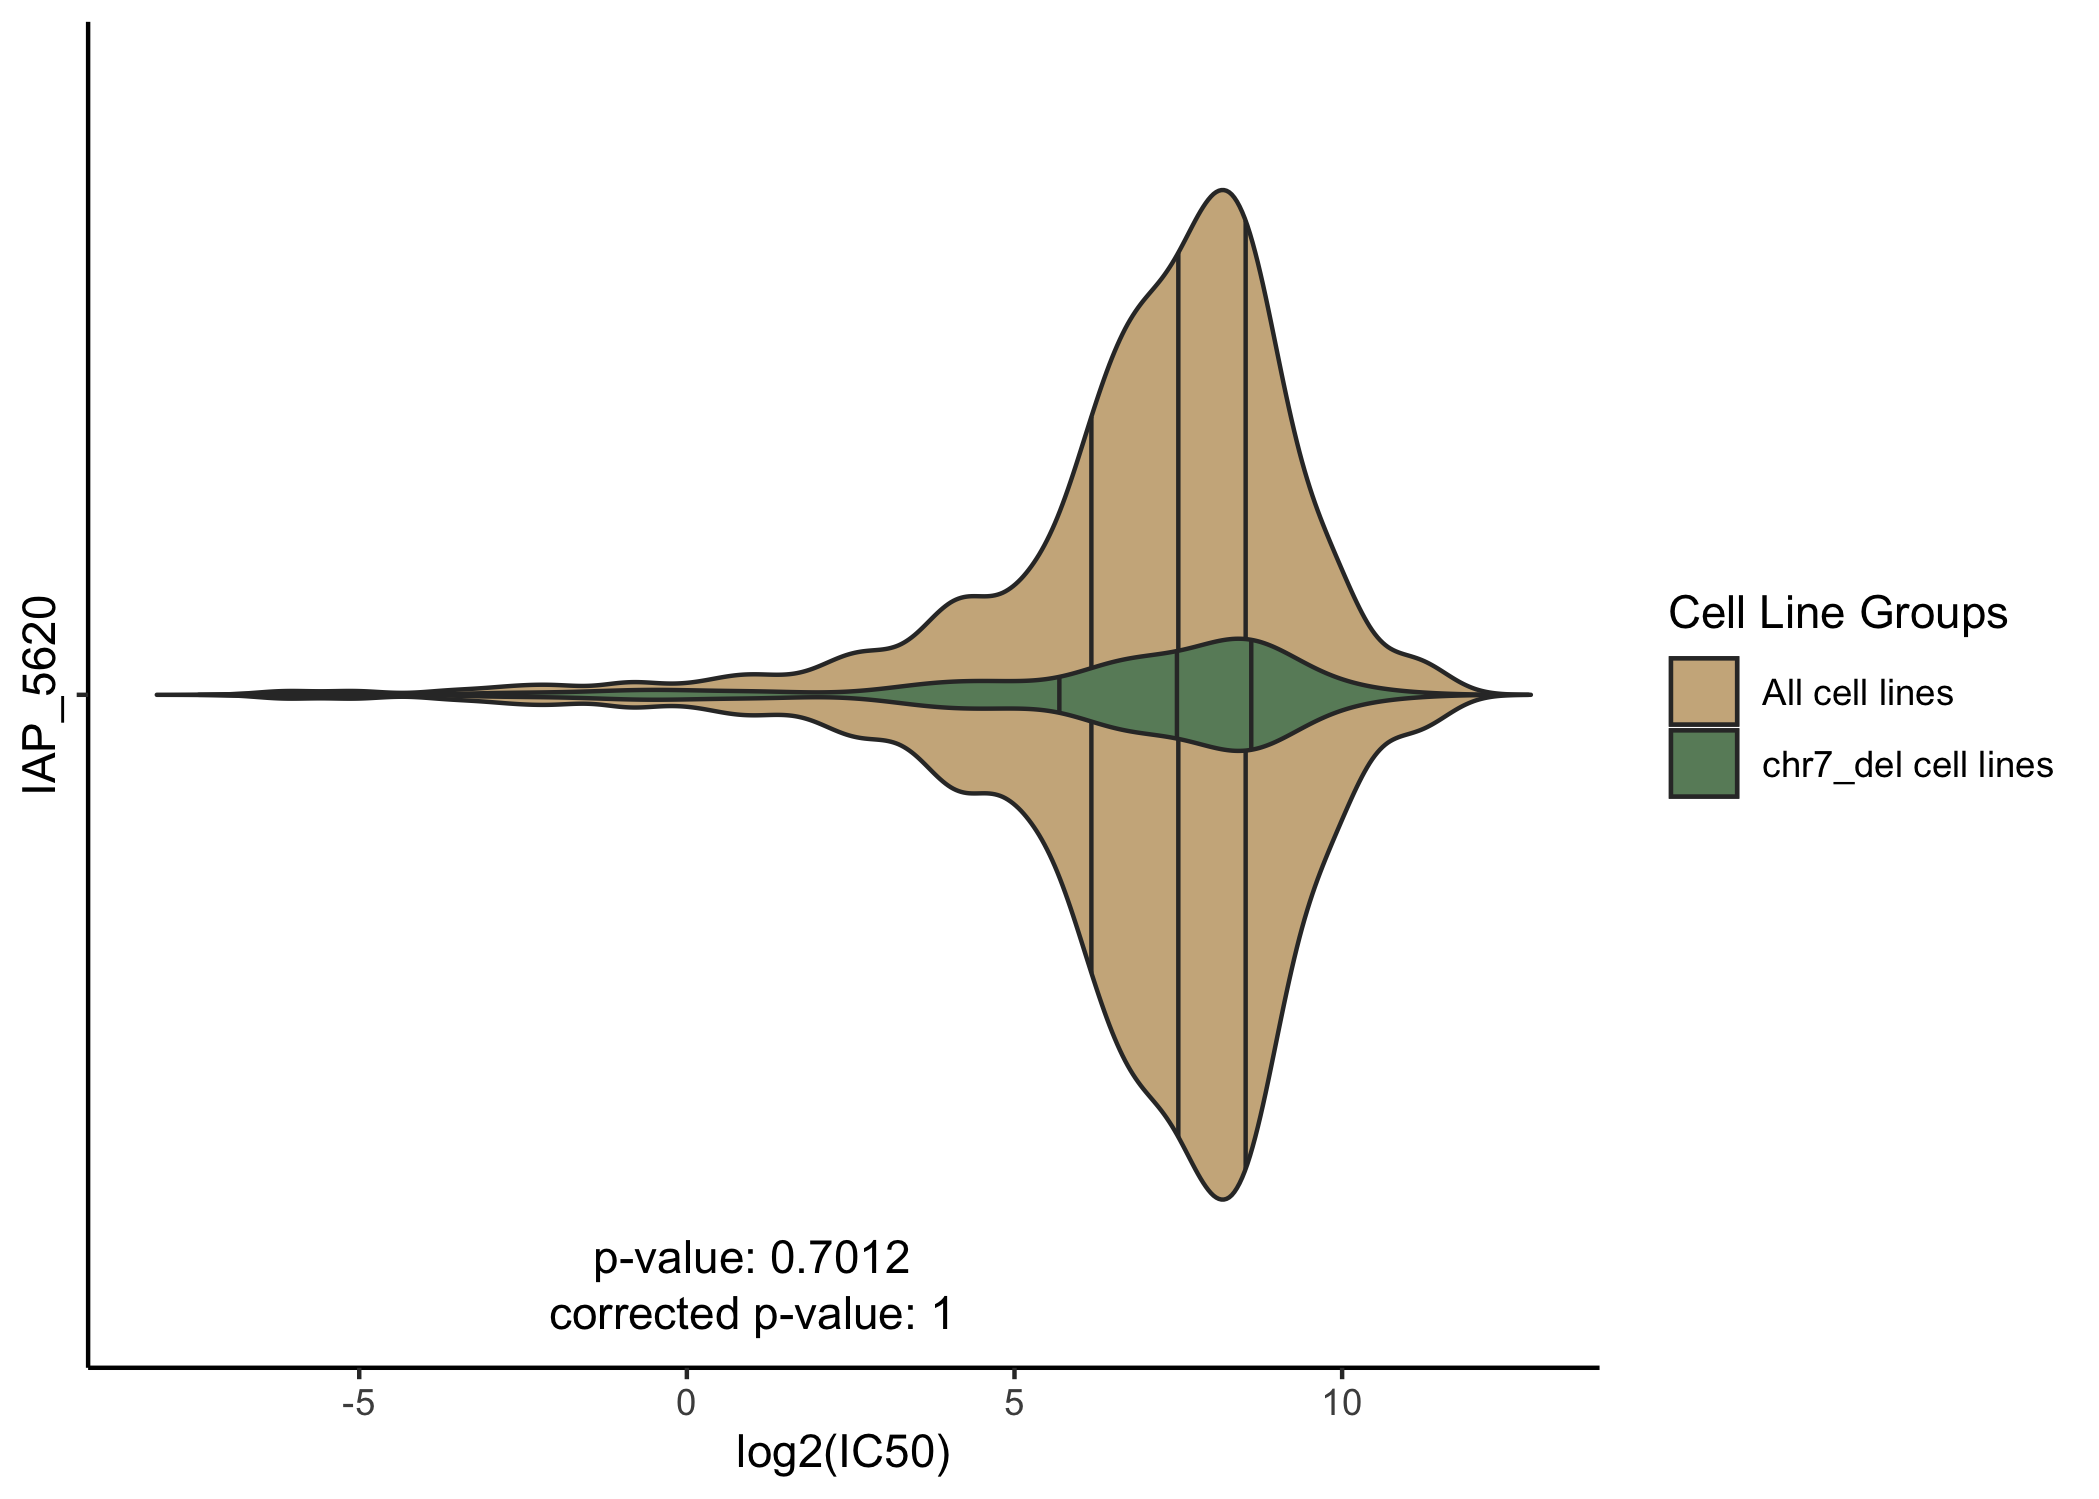 IAP_5620
p-value: 0.7012
corrected p-value: 1
-5 0 5 10
log2(IC50)
Cell Line Groups
All cell lines
chr7_del cell lines